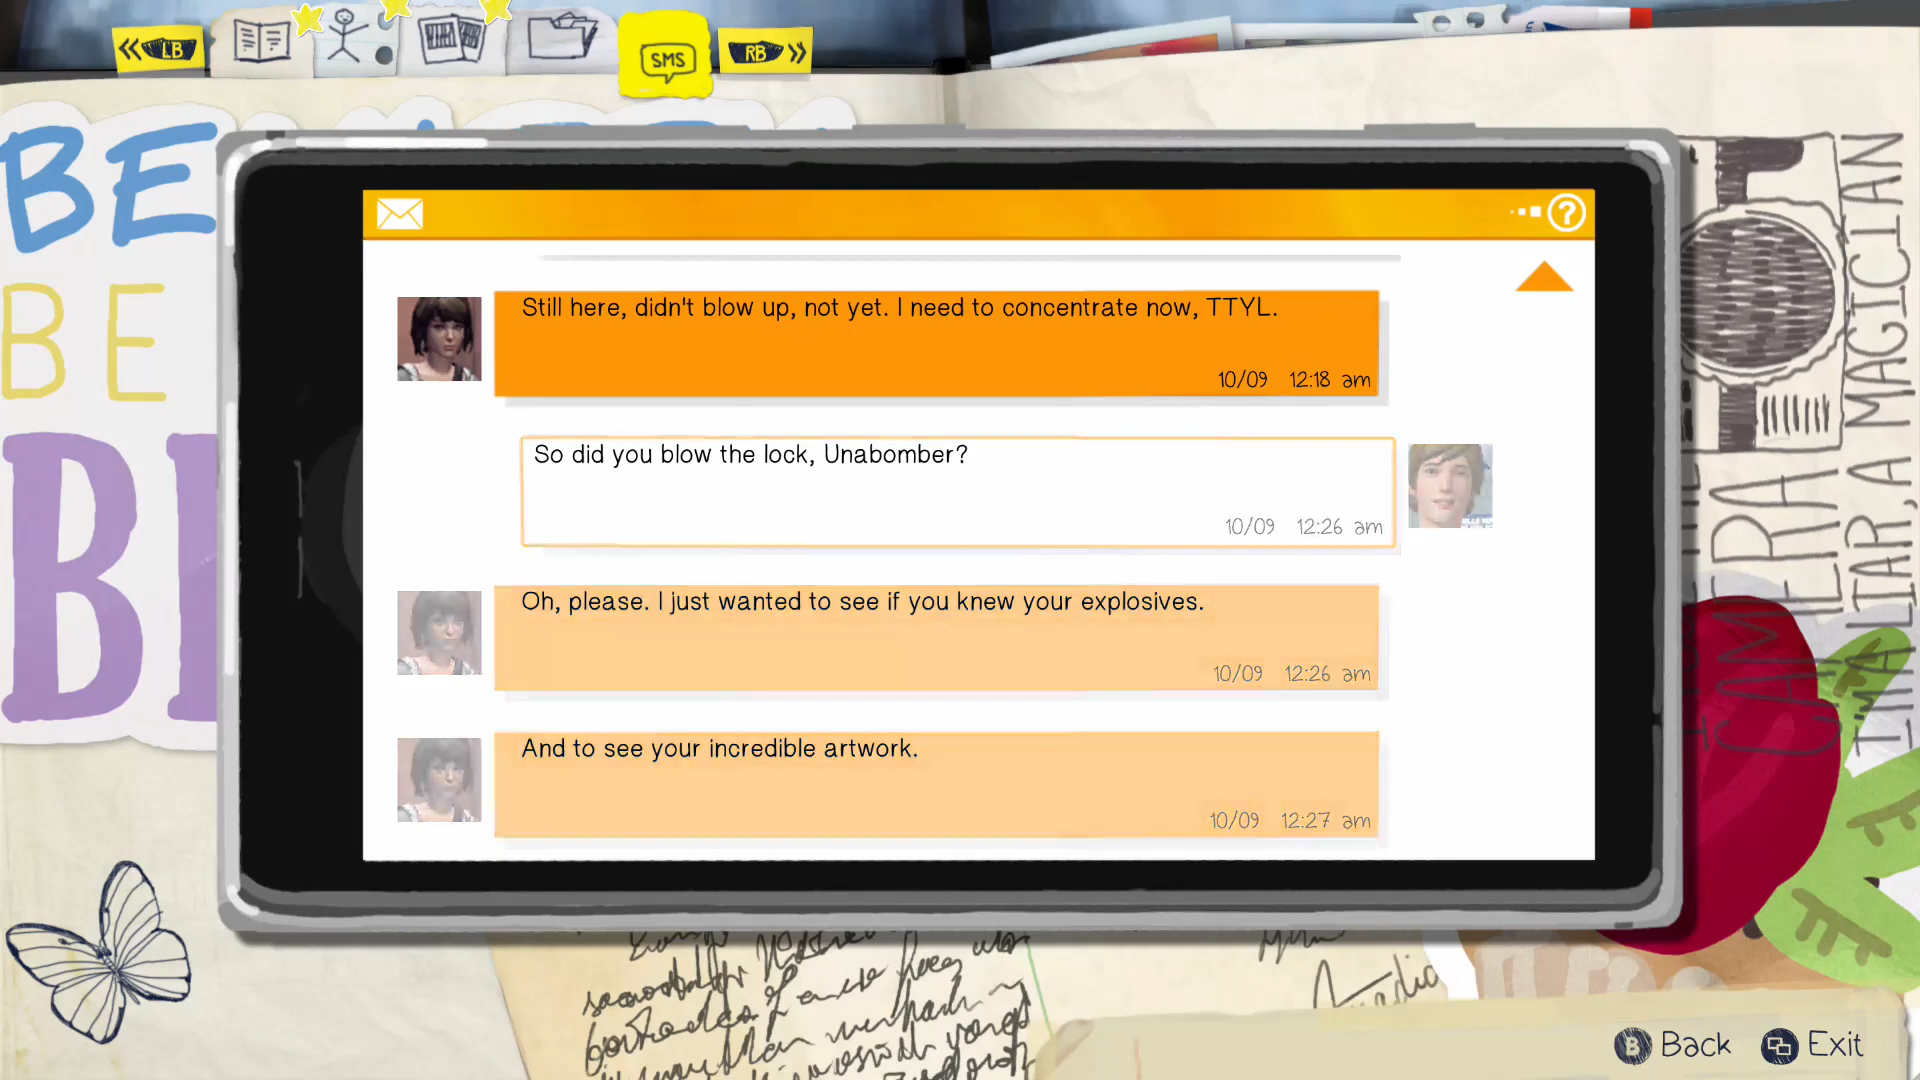 LB
SMS
RB
BE
BE
Still here, didn't blow up, not yet. I need to concentrate now, TTYL.
10/09 12:18 am
So did you blow the lock, Unabomber?
10/09 12:26 am
Oh, please. I just wanted to see if you knew your explosives.
10/09 12:26 am
And to see your incredible artwork.
10/09 12:27 am
I'M A LIAR, A MAGICIAN
CAMERA
B Back
Exit